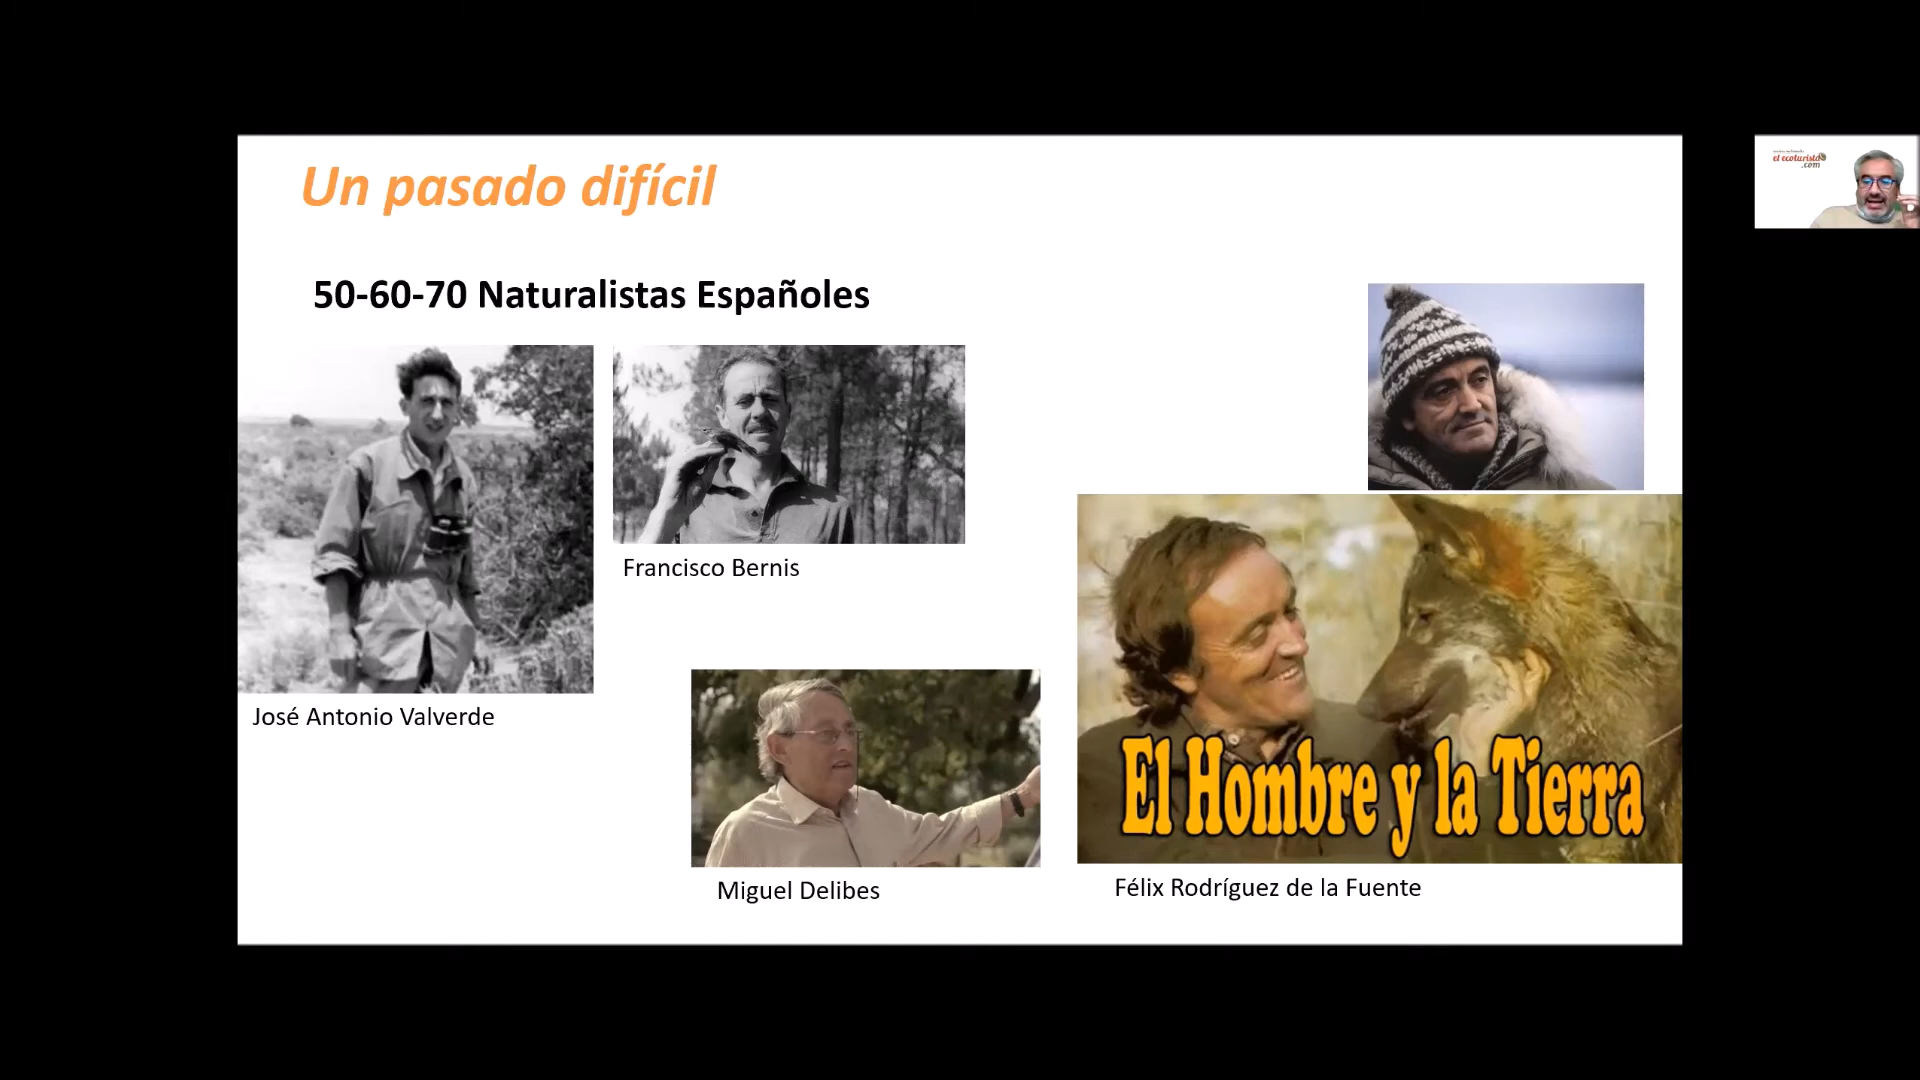 Un pasado difícil
50-60-70 Naturalistas Españoles
Francisco Bernis
José Antonio Valverde
El Hombre y la Tierra
Miguel Delibes
Félix Rodríguez de la Fuente
el ecoturista
.com